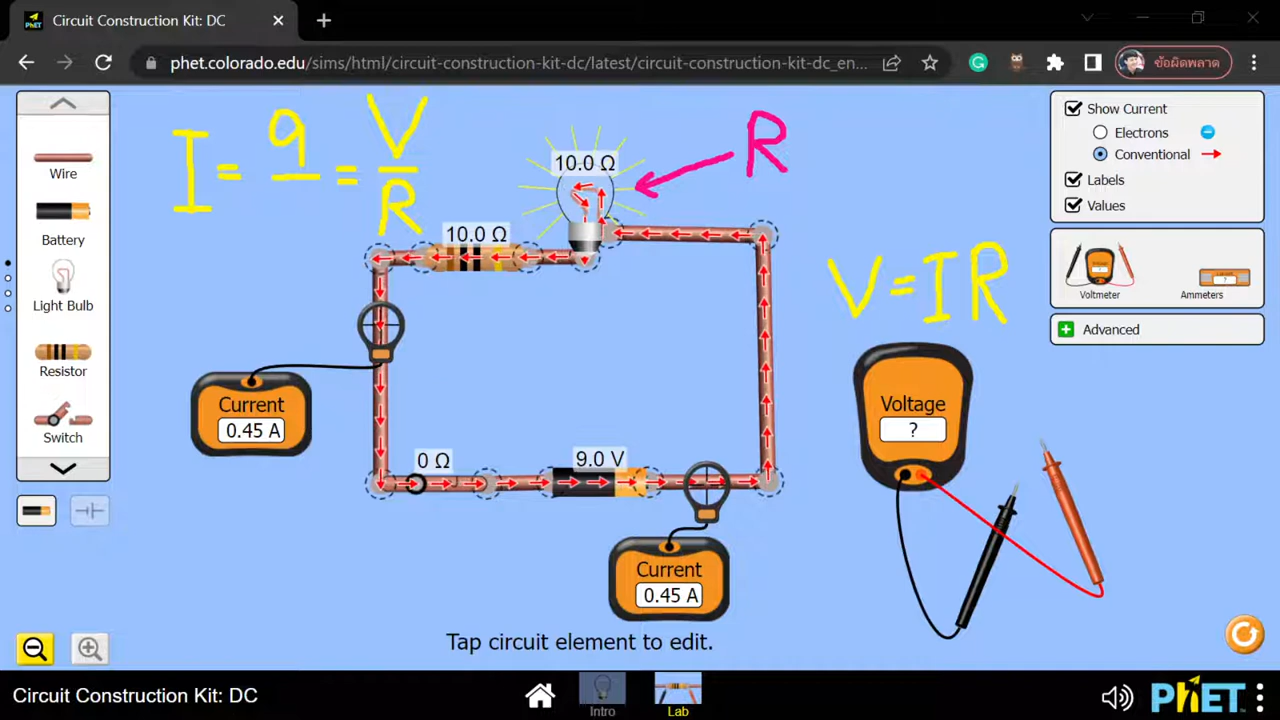 Circuit Construction Kit: DC
phet.colorado.edu/sims/html/circuit-construction-kit-dc/latest/circuit-construction-kit-dc_en...
ข้อผิดพลาด
Wire
Battery
Light Bulb
Resistor
Switch
I = q = V
R
R
10.0 Ω
10.0 Ω
V=IR
Current
0.45 A
0 Ω
9.0 V
Current
0.45 A
Voltage
?
Show Current
Electrons
Conventional
Labels
Values
Voltmeter
Ammeters
Advanced
Tap circuit element to edit.
Circuit Construction Kit: DC
Intro
Lab
PhET